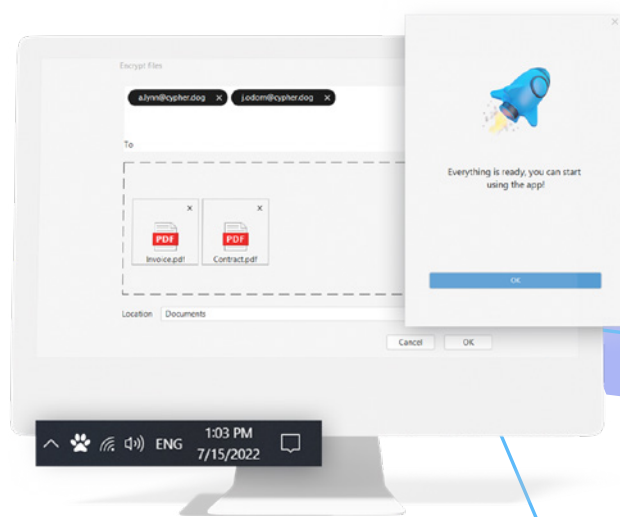 Encrypt files
a.lynn@cypher.dog ×
j.odom@cypher.dog ×
To
×
PDF
Invoice.pdf
×
PDF
Contract.pdf
Location Documents
Cancel OK
×
Everything is ready, you can start
using the app!
OK
ENG
1:03 PM
7/15/2022